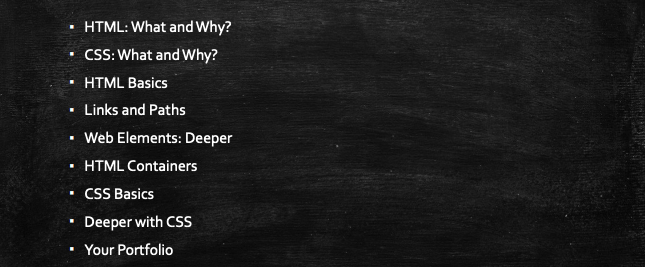 ▪ HTML: What and Why?
▪ CSS: What and Why?
▪ HTML Basics
▪ Links and Paths
▪ Web Elements: Deeper
▪ HTML Containers
▪ CSS Basics
▪ Deeper with CSS
▪ Your Portfolio